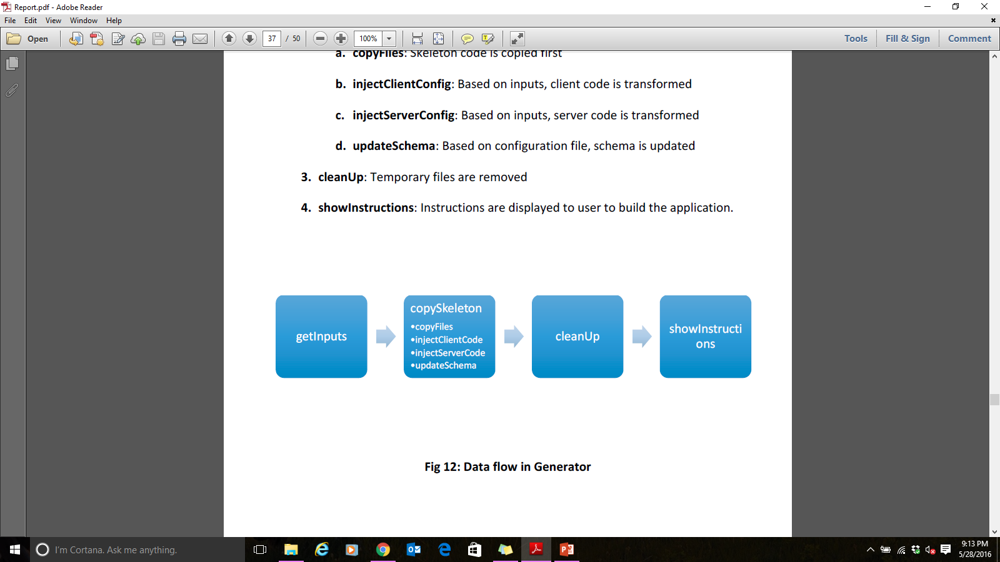 Report.pdf - Adobe Reader
File Edit View Window Help
Open 37 / 50 100% Tools Fill & Sign Comment
a. copyFiles: Skeleton code is copied first
b. injectClientConfig: Based on inputs, client code is transformed
c. injectServerConfig: Based on inputs, server code is transformed
d. updateSchema: Based on configuration file, schema is updated
3. cleanUp: Temporary files are removed
4. showInstructions: Instructions are displayed to user to build the application.
getInputs
copySkeleton
•copyFiles
•injectClientCode
•injectServerCode
•updateSchema
cleanUp
showInstructi
ons
Fig 12: Data flow in Generator
I'm Cortana. Ask me anything.
9:13 PM
5/28/2016